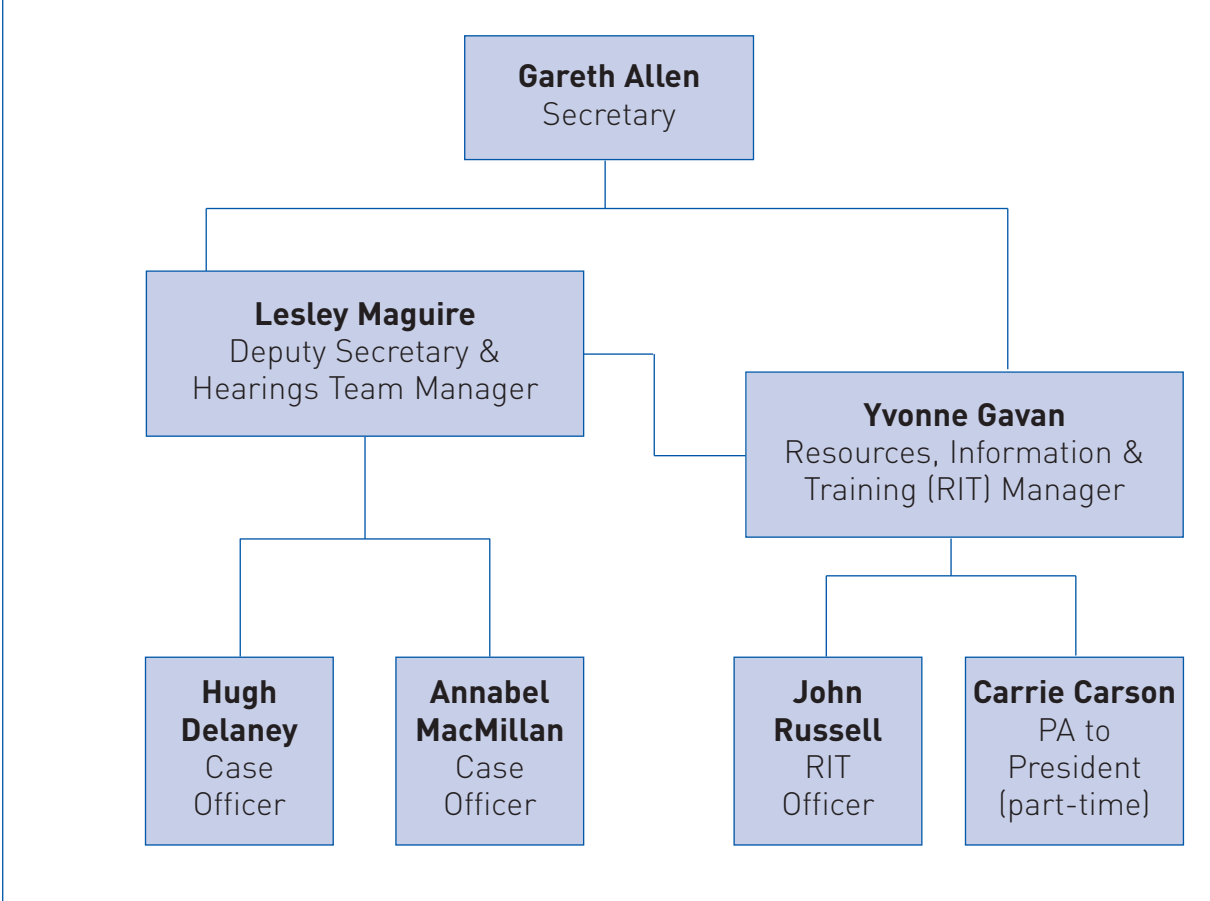 Gareth Allen
Secretary
Lesley Maguire
Deputy Secretary &
Hearings Team Manager
Yvonne Gavan
Resources, Information &
Training (RIT) Manager
Hugh
Delaney
Case
Officer
Annabel
MacMillan
Case
Officer
John
Russell
RIT
Officer
Carrie Carson
PA to
President
(part-time)